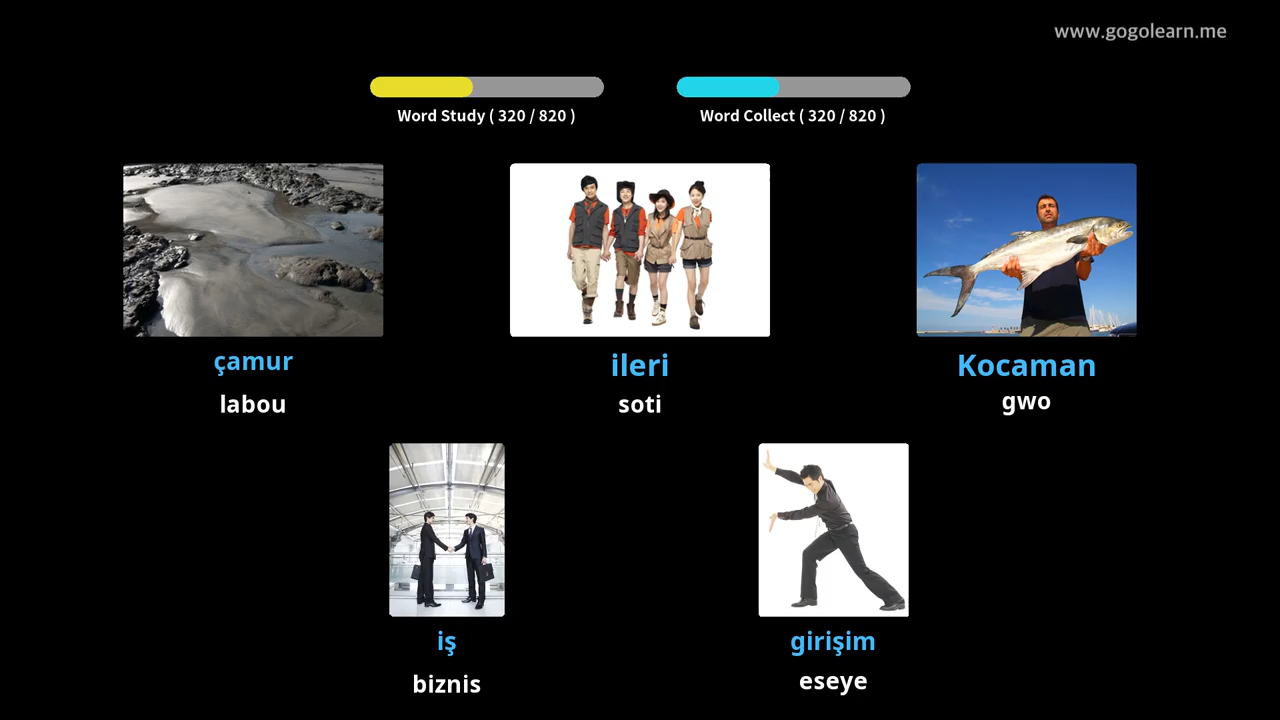 www.gogolearn.me
Word Study ( 320 / 820 )
Word Collect ( 320 / 820 )
çamur
labou
ileri
soti
Kocaman
gwo
iş
biznis
girişim
eseye